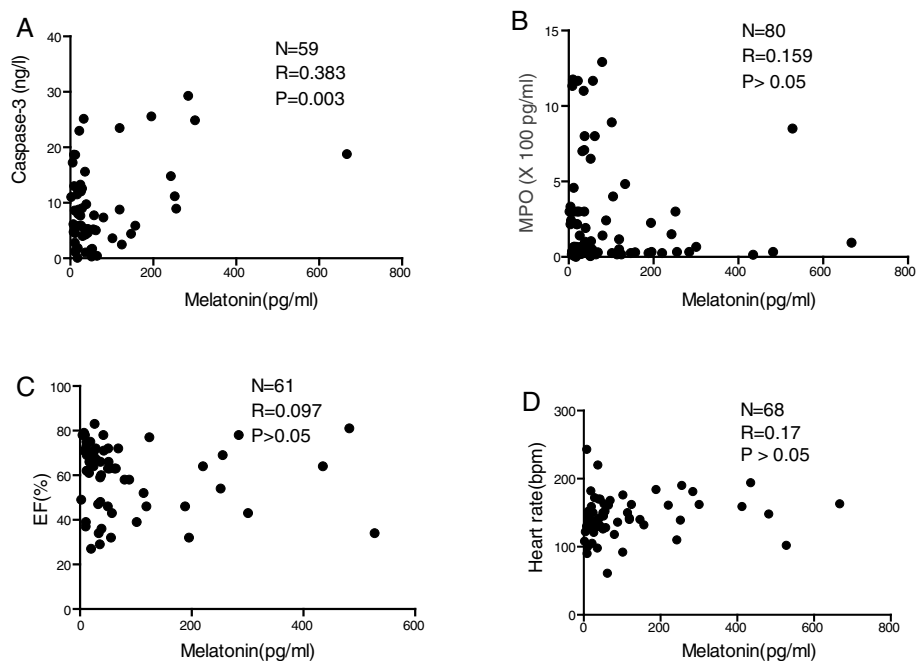 A
N=59
R=0.383
P=0.003
Caspase-3 (ng/l)
40
30
20
10
0
0 200 400 600 800
Melatonin(pg/ml)
B
N=80
R=0.159
P> 0.05
MPO (X 100 pg/ml)
15
10
5
0
0 200 400 600 800
Melatonin(pg/ml)
C
N=61
R=0.097
P>0.05
EF(%)
100
80
60
40
20
0
0 200 400 600
Melatonin(pg/ml)
D
N=68
R=0.17
P > 0.05
Heart rate(bpm)
300
200
100
0
0 200 400 600 800
Melatonin(pg/ml)